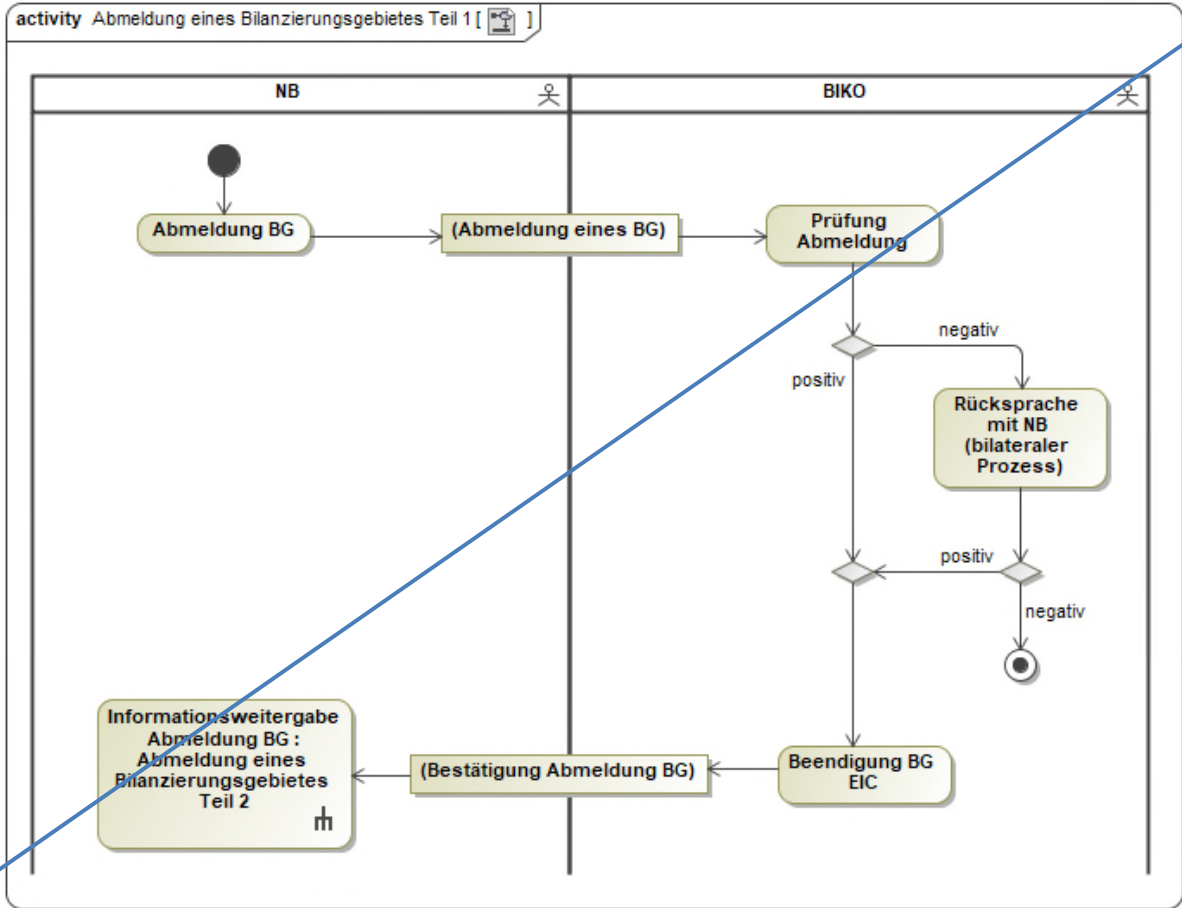 activity Abmeldung eines Bilanzierungsgebietes Teil 1 [ ]
NB
BIKO
Abmeldung BG
(Abmeldung eines BG)
Prüfung
Abmeldung
negativ
positiv
Rücksprache
mit NB
(bilateraler
Prozess)
positiv
negativ
Informationsweitergabe
Abmeldung BG :
Abmeldung eines
Bilanzierungsgebietes
Teil 2
(Bestätigung Abmeldung BG)
Beendigung BG
EIC